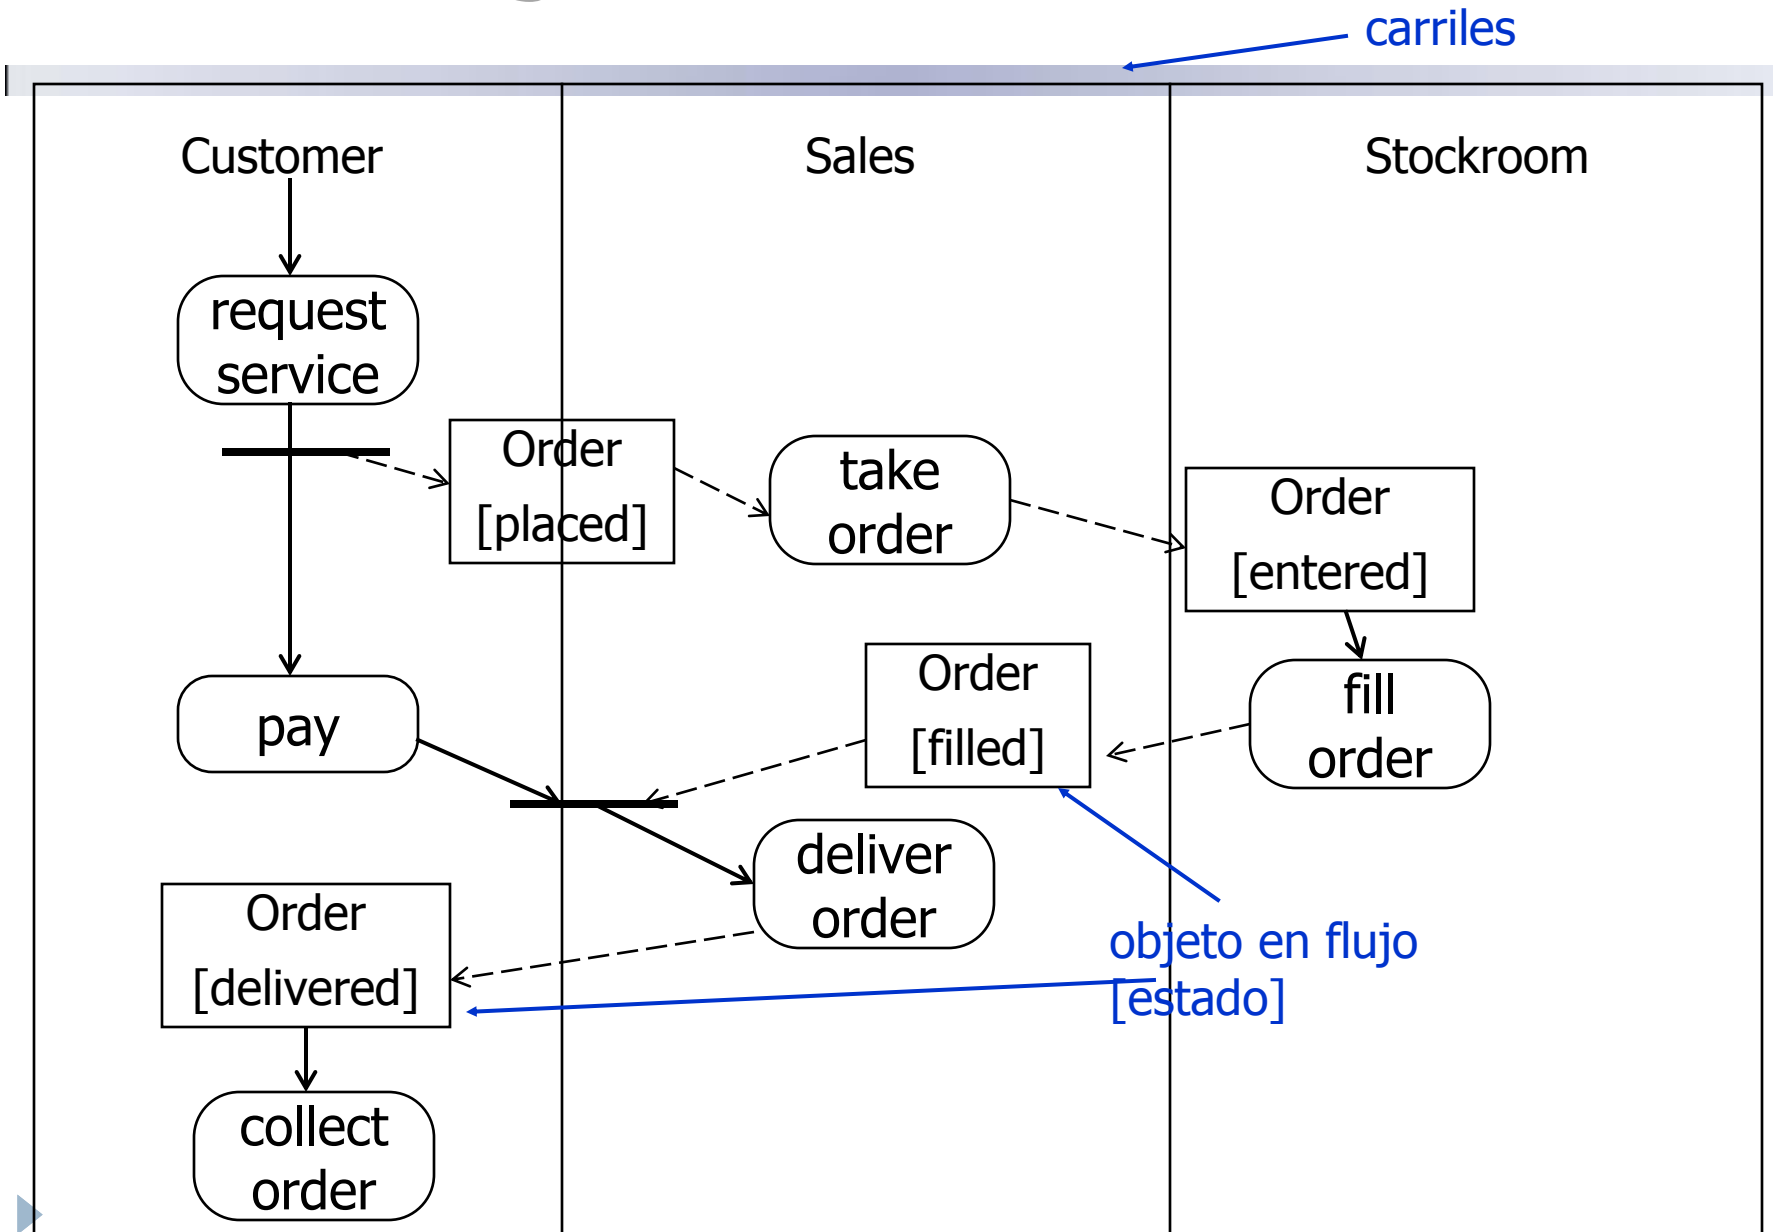 carriles
Customer
Sales
Stockroom
request
service
Order
[placed]
take
order
Order
[entered]
pay
Order
[filled]
fill
order
deliver
order
Order
[delivered]
objeto en flujo
[estado]
collect
order